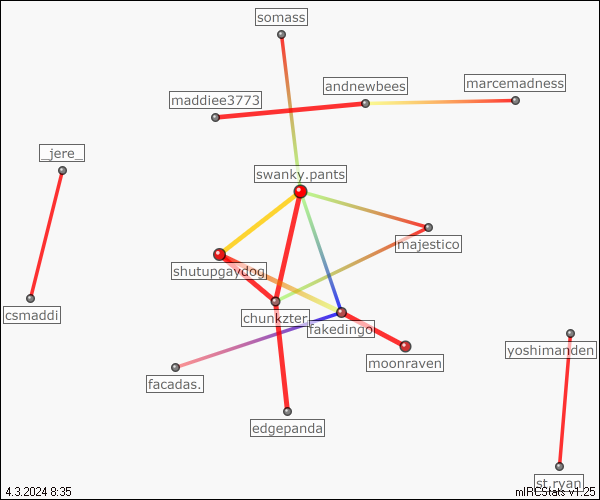 somass
andnewbees
marcemadness
maddiee3773
_jere_
swanky.pants
majestico
shutupgaydog
csmaddi
chunkzter
fakedingo
yoshimanden
moonraven
facadas.
edgepanda
st.ryan
4.3.2024 8:35
mIRCStats v1.25